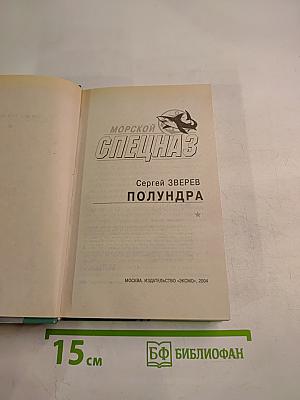 МОРСКОЙ
СПЕЦНАЗ
Сергей ЗВЕРЕВ
ПОЛУНДРА
МОСКВА, ИЗДАТЕЛЬСТВО «ЭКСМО», 2004
15 см
БФ БИБЛИОФАН